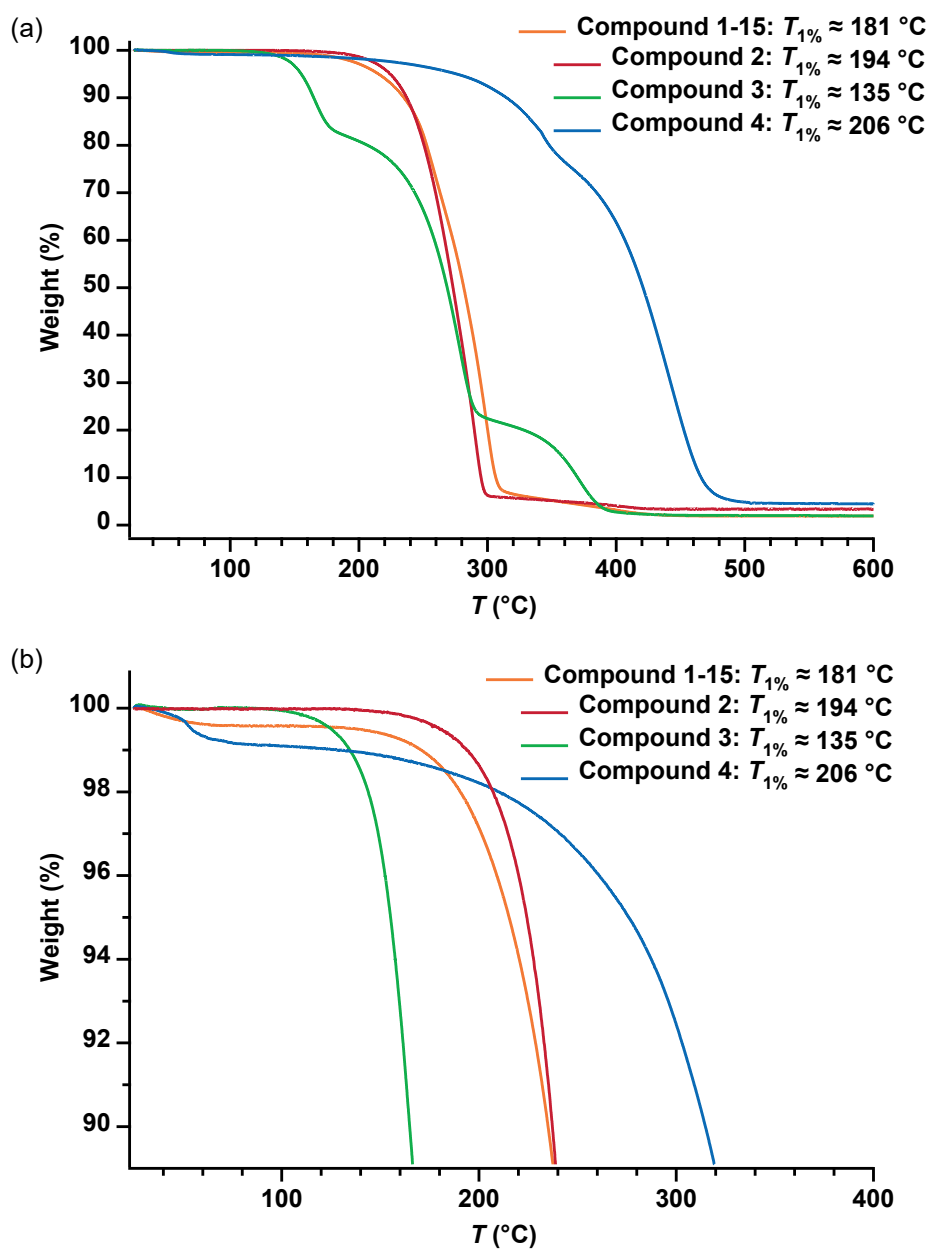 (a)
Compound 1-15: T1% ≈ 181 °C
Compound 2: T1% ≈ 194 °C
Compound 3: T1% ≈ 135 °C
Compound 4: T1% ≈ 206 °C
100
90
80
70
60
50
40
30
20
10
0
Weight (%)
100 200 300 400 500 600
T (°C)
(b)
Compound 1-15: T1% ≈ 181 °C
Compound 2: T1% ≈ 194 °C
Compound 3: T1% ≈ 135 °C
Compound 4: T1% ≈ 206 °C
100
98
96
94
92
90
Weight (%)
100 200 300 400
T (°C)